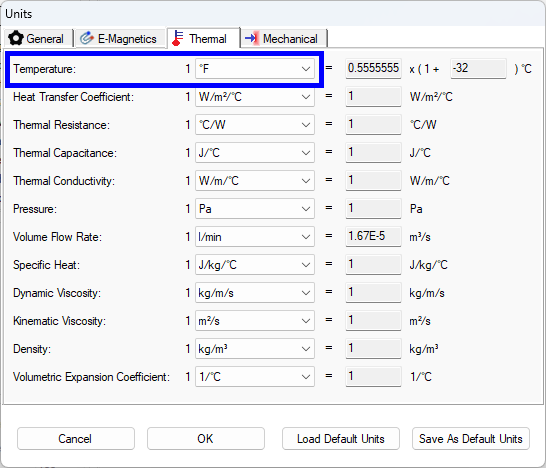 Units
General E-Magnetics Thermal Mechanical
Temperature: 1 °F = 0.5555555 x ( 1 + -32 ) °C
Heat Transfer Coefficient: 1 W/m²/°C = 1 W/m²/°C
Thermal Resistance: 1 °C/W = 1 °C/W
Thermal Capacitance: 1 J/°C = 1 J/°C
Thermal Conductivity: 1 W/m/°C = 1 W/m/°C
Pressure: 1 Pa = 1 Pa
Volume Flow Rate: 1 l/min = 1.67E-5 m³/s
Specific Heat: 1 J/kg/°C = 1 J/kg/°C
Dynamic Viscosity: 1 kg/m/s = 1 kg/m/s
Kinematic Viscosity: 1 m²/s = 1 m²/s
Density: 1 kg/m³ = 1 kg/m³
Volumetric Expansion Coefficient: 1 1/°C = 1 1/°C
Cancel OK Load Default Units Save As Default Units